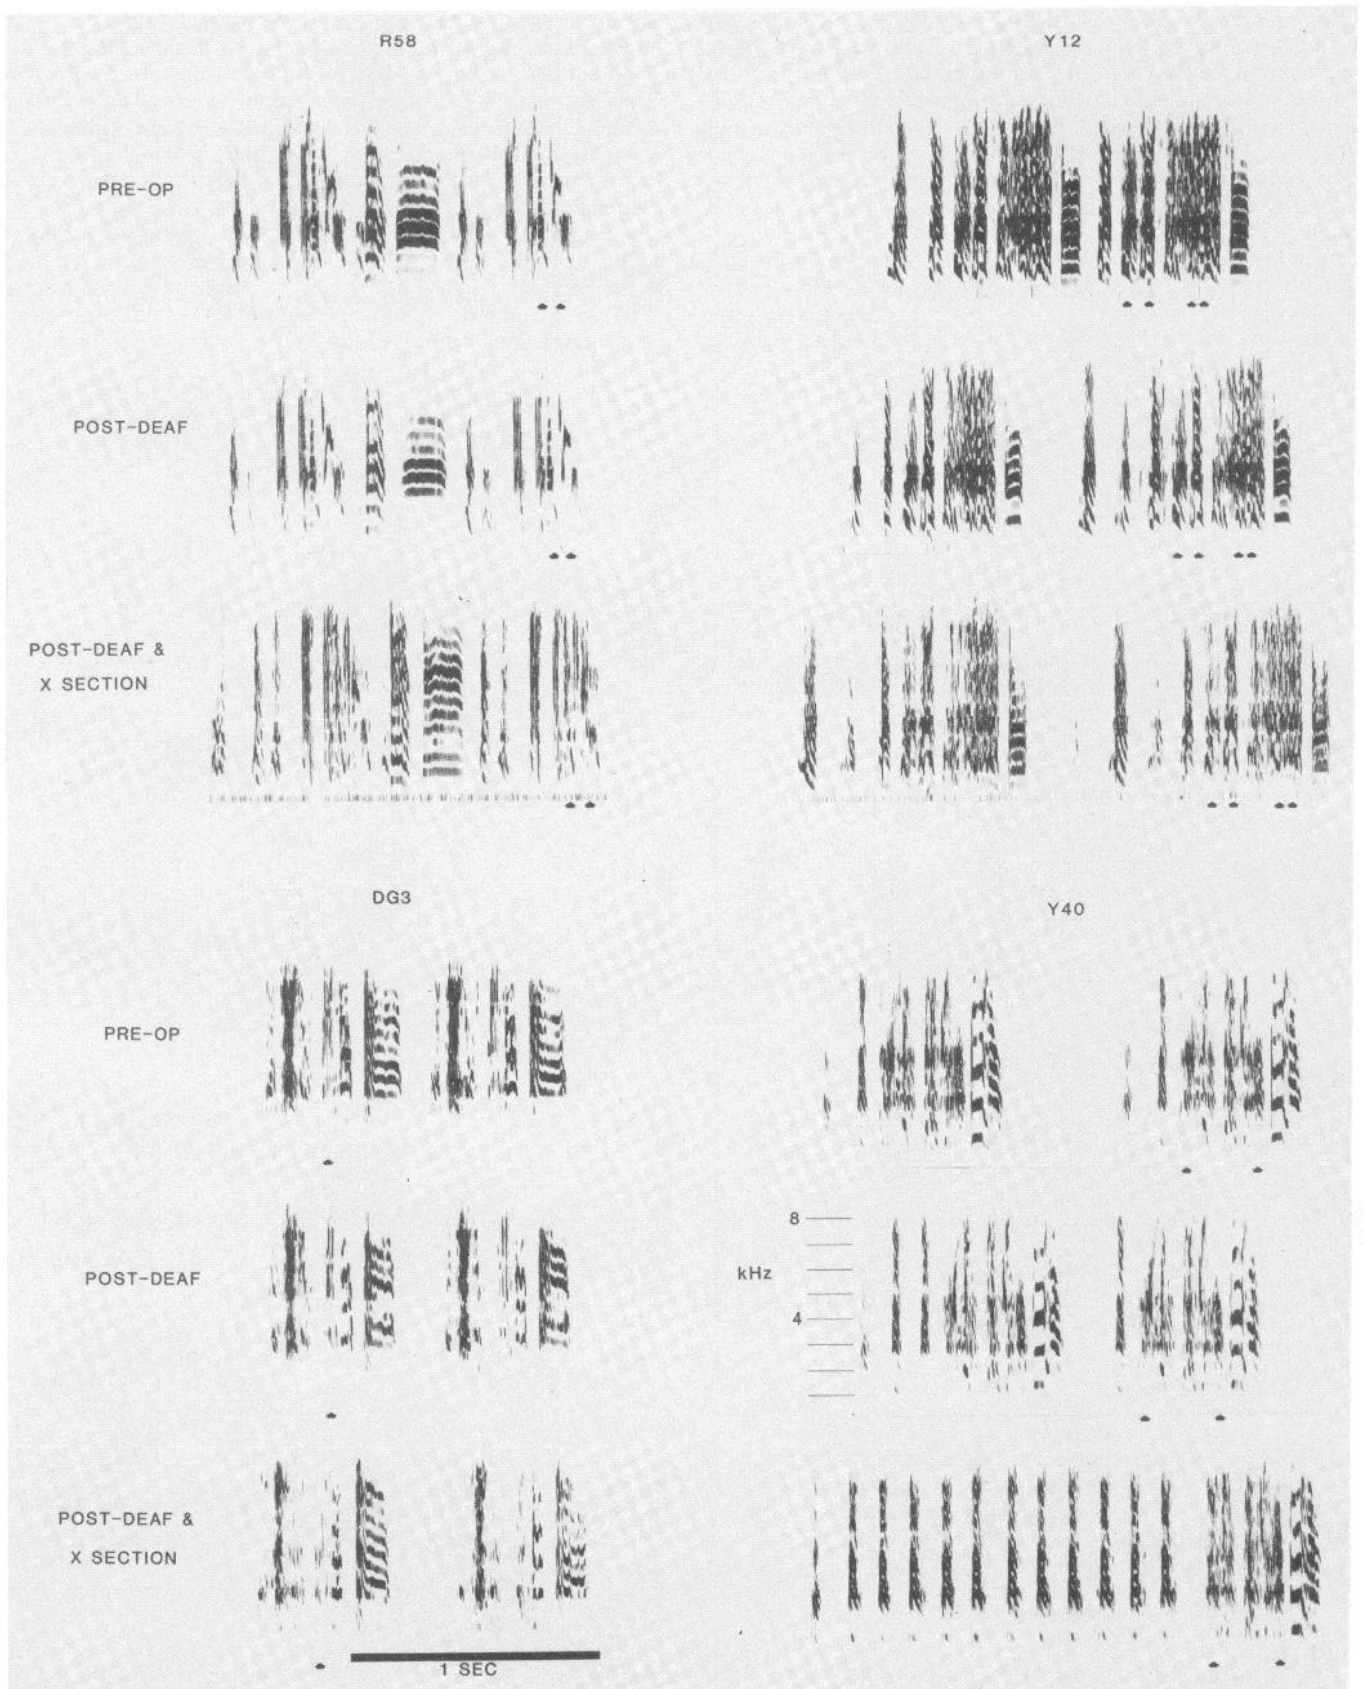 R58
Y12
PRE-OP
POST-DEAF
POST-DEAF &
X SECTION
DG3
Y40
PRE-OP
8
POST-DEAF
kHz
4
POST-DEAF &
X SECTION
1 SEC